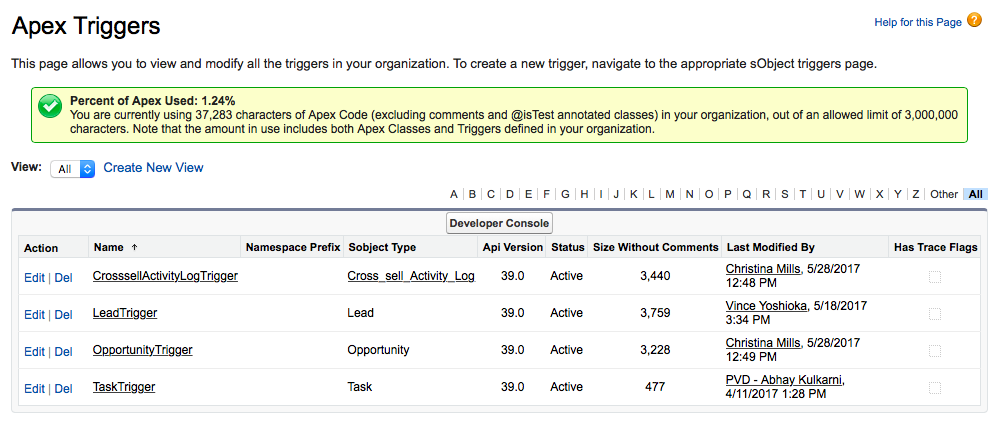 Apex Triggers
Help for this Page ?
This page allows you to view and modify all the triggers in your organization. To create a new trigger, navigate to the appropriate sObject triggers page.
Percent of Apex Used: 1.24%
You are currently using 37,283 characters of Apex Code (excluding comments and @isTest annotated classes) in your organization, out of an allowed limit of 3,000,000
characters. Note that the amount in use includes both Apex Classes and Triggers defined in your organization.
View: All Create New View
A | B | C | D | E | F | G | H | I | J | K | L | M | N | O | P | Q | R | S | T | U | V | W | X | Y | Z | Other | All
Developer Console
Action Name ↑ Namespace Prefix Sobject Type Api Version Status Size Without Comments Last Modified By Has Trace Flags
Edit | Del CrosssellActivityLogTrigger Cross_sell_Activity_Log 39.0 Active 3,440 Christina Mills, 5/28/2017
12:48 PM
Edit | Del LeadTrigger Lead 39.0 Active 3,759 Vince Yoshioka, 5/18/2017
3:34 PM
Edit | Del OpportunityTrigger Opportunity 39.0 Active 3,228 Christina Mills, 5/28/2017
12:49 PM
Edit | Del TaskTrigger Task 39.0 Active 477 PVD - Abhay Kulkarni,
4/11/2017 1:28 PM